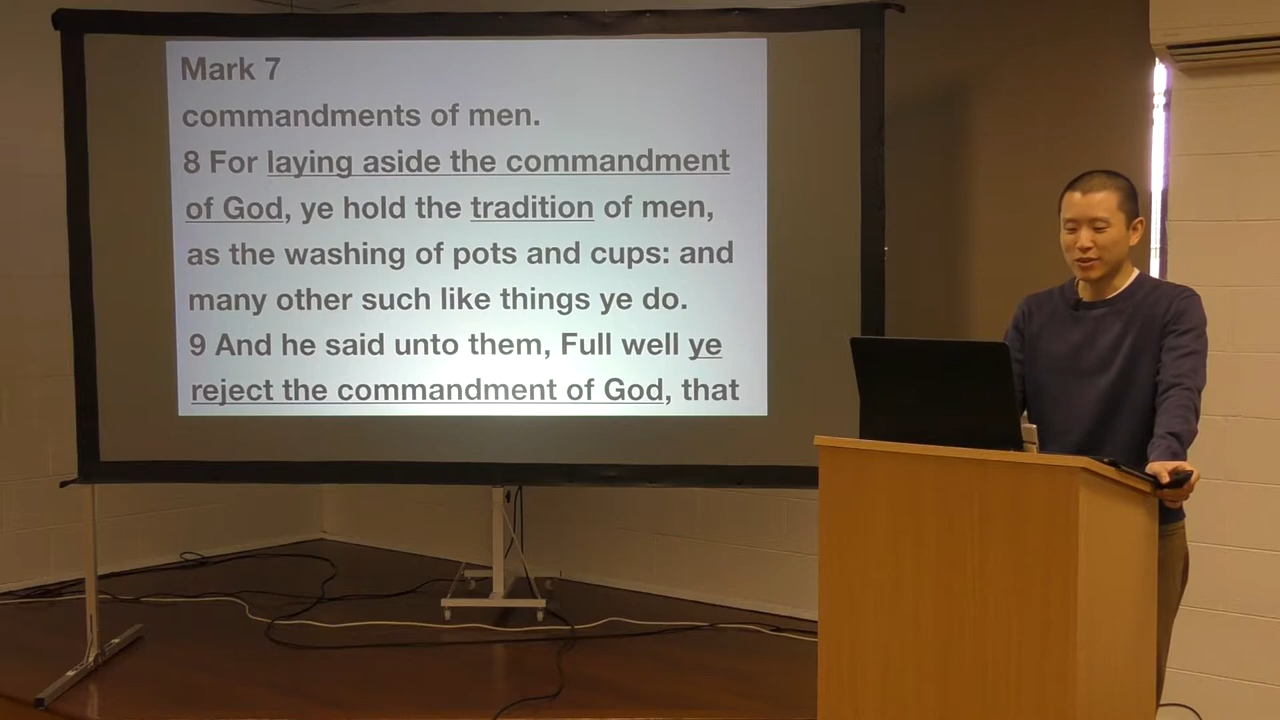 Mark 7
commandments of men.
8 For laying aside the commandment
of God, ye hold the tradition of men,
as the washing of pots and cups: and
many other such like things ye do.
9 And he said unto them, Full well ye
reject the commandment of God, that